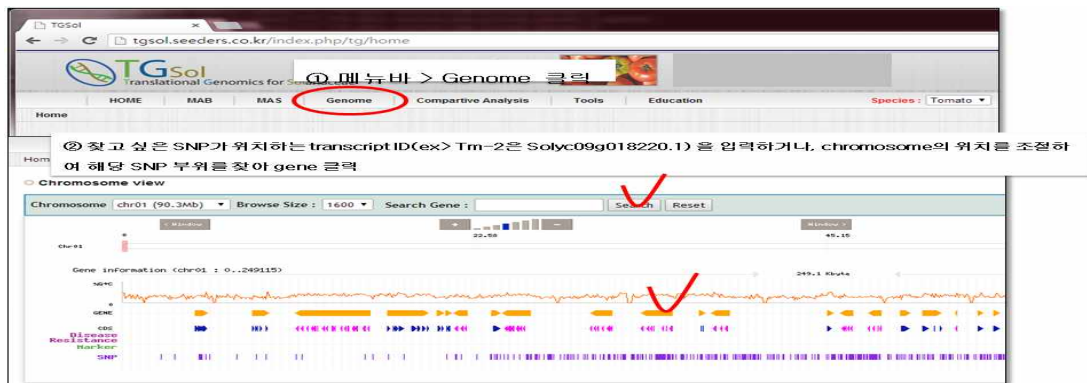 TGSol
tgsol.seeders.co.kr/index.php/tg/home
TGSol
Translational Genomics for
① 메뉴바 > Genome 클릭
HOME MAB MAS Genome Compartive Analysis Tools Education Species : Tomato
Home
② 찾고 싶은 SNP가 위치하는 transcript ID(ex> Tm-2은 Solyc09g018220.1) 을 입력하거나, chromosome의 위치를 조절하
여 해당 SNP 부위를 찾아 gene 클릭
Hom
Chromosome view
Chromosome chr01 (90.3Mb) Browse Size : 1600 Search Gene : Search Reset
< Window + - Window >
0 22.58 45.15
Chr01
Gene information (chr01 : 0..249115)
249.1 Kbyte
%G+C
0
GENE
CDS
Disease
Resistance
Marker
SNP